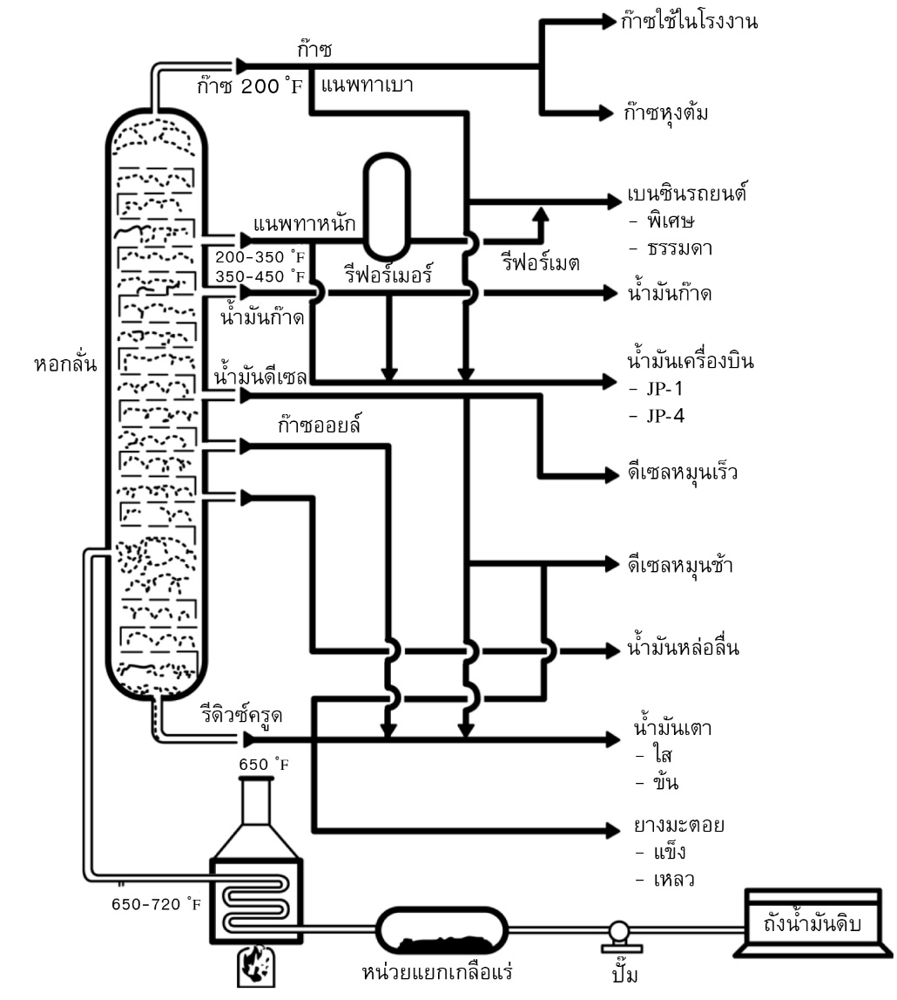 ก๊าซใช้ในโรงงาน
ก๊าซ
ก๊าซ 200 °F
แนพทาเบา
ก๊าซหุงต้ม
เบนซินรถยนต์
- พิเศษ
- ธรรมดา
แนพทาหนัก
200-350 °F
350-450 °F
รีฟอร์เมอร์
รีฟอร์เมต
น้ำมันก๊าด
น้ำมันก๊าด
หอกลั่น
น้ำมันเครื่องบิน
- JP-1
- JP-4
น้ำมันดีเซล
ก๊าซออยล์
ดีเซลหมุนเร็ว
ดีเซลหมุนช้า
น้ำมันหล่อลื่น
รีดิวซ์ครูด
650 °F
น้ำมันเตา
- ใส
- ข้น
ยางมะตอย
- แข็ง
- เหลว
650-720 °F
ถังน้ำมันดิบ
หน่วยแยกเกลือแร่
ปั๊ม